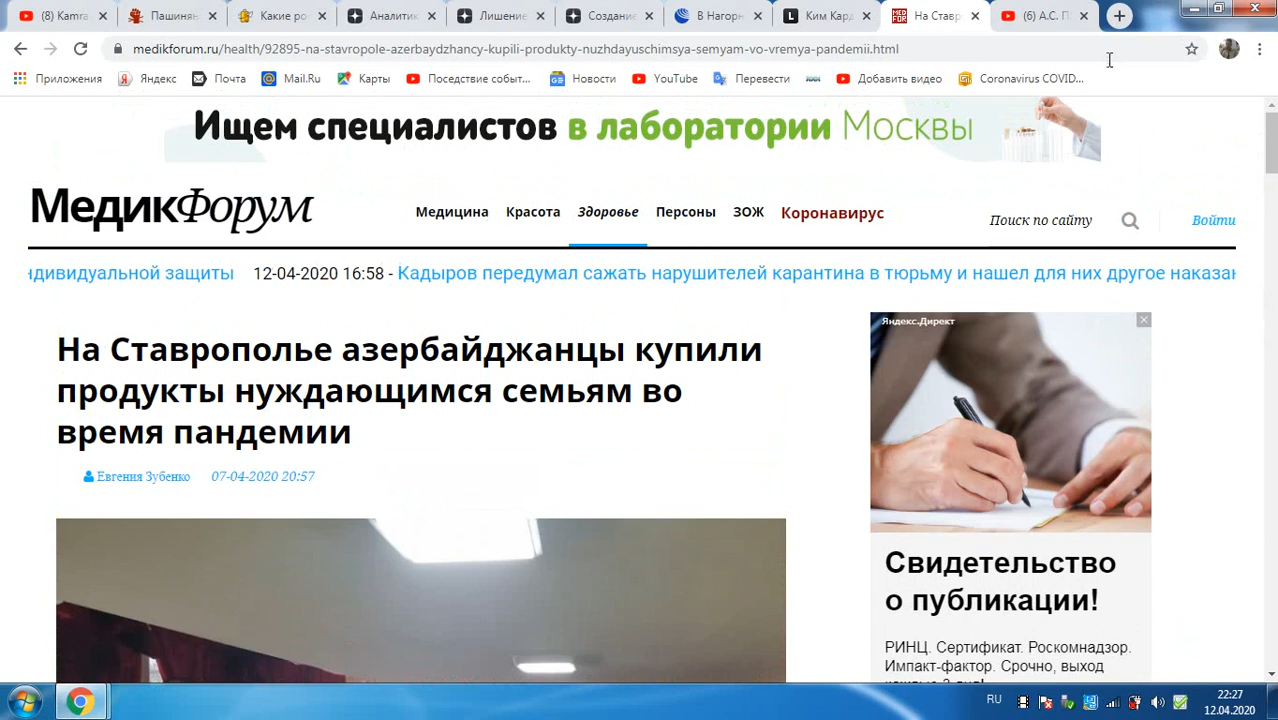 (8) Kamra
Пашинян
Какие ро
Аналитик
Лишение
Создание
В Нагорн
Ким Кард
На Ставр
(6) А.С. П
medikforum.ru/health/92895-na-stavropole-azerbaydzhancy-kupili-produkty-nuzhdayuschimsya-semyam-vo-vremya-pandemii.html
Приложения
Яндекс
Почта
Mail.Ru
Карты
Поседствие событ...
Новости
YouTube
Перевести
Добавить видео
Coronavirus COVID...
Ищем специалистов в лаборатории Москвы
МедикФорум
Медицина Красота Здоровье Персоны ЗОЖ Коронавирус
Поиск по сайту
Войти
ндивидуальной защиты 12-04-2020 16:58 - Кадыров передумал сажать нарушителей карантина в тюрьму и нашел для них другое наказан
На Ставрополье азербайджанцы купили
продукты нуждающимся семьям во
время пандемии
Евгения Зубенко 07-04-2020 20:57
Яндекс.Директ
Свидетельство
о публикации!
РИНЦ. Сертификат. Роскомнадзор.
Импакт-фактор. Срочно, выход
RU
22:27
12.04.2020